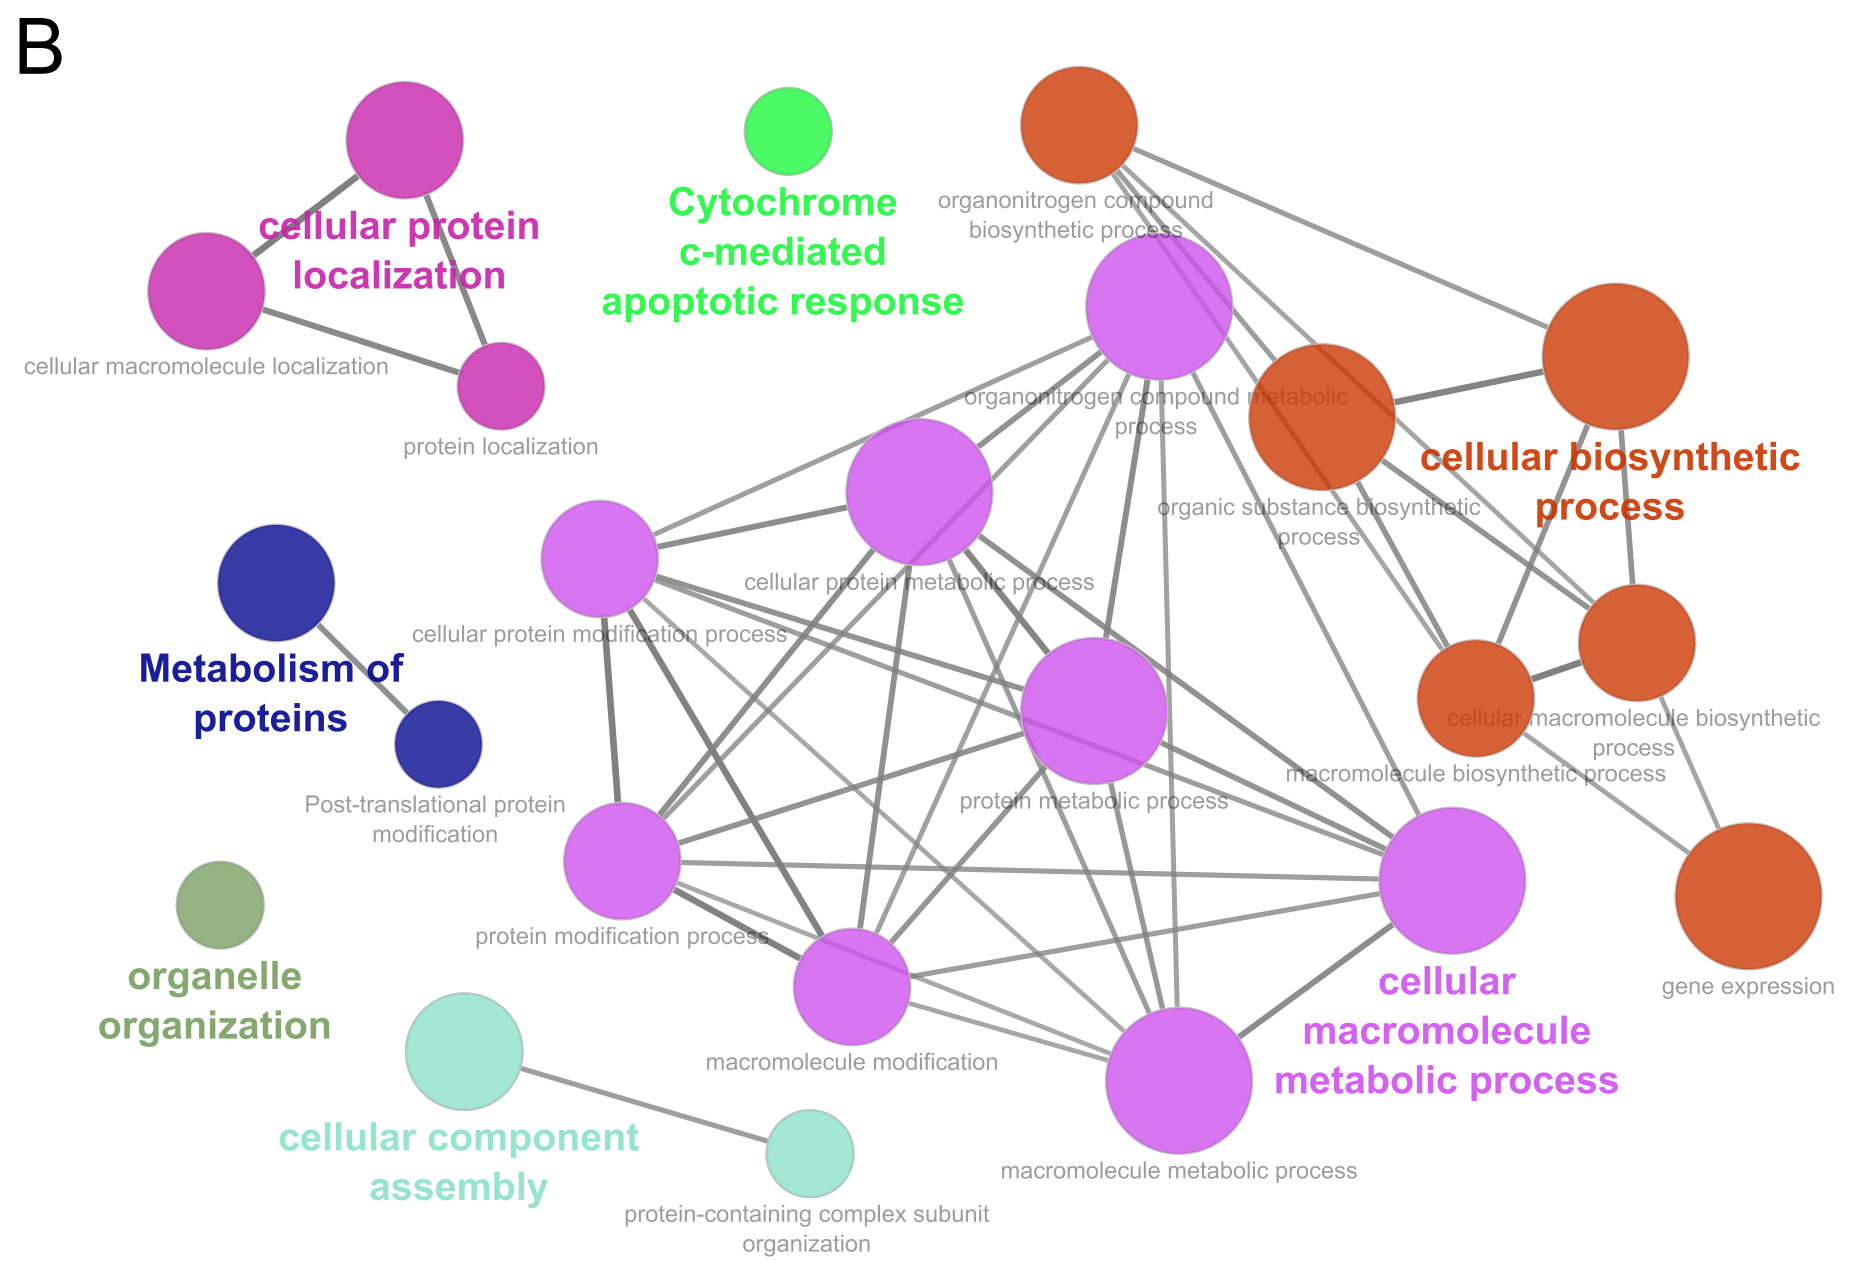 B
cellular protein
localization
cellular macromolecule localization
protein localization
Cytochrome
c-mediated
apoptotic response
organonitrogen compound
biosynthetic process
organonitrogen compound metabolic
process
cellular biosynthetic
process
organic substance biosynthetic
process
cellular protein metabolic process
cellular protein modification process
Metabolism of
proteins
Post-translational protein
modification
cellular macromolecule biosynthetic
process
macromolecule biosynthetic process
protein metabolic process
protein modification process
organelle
organization
cellular
macromolecule
metabolic process
gene expression
macromolecule modification
cellular component
assembly
macromolecule metabolic process
protein-containing complex subunit
organization